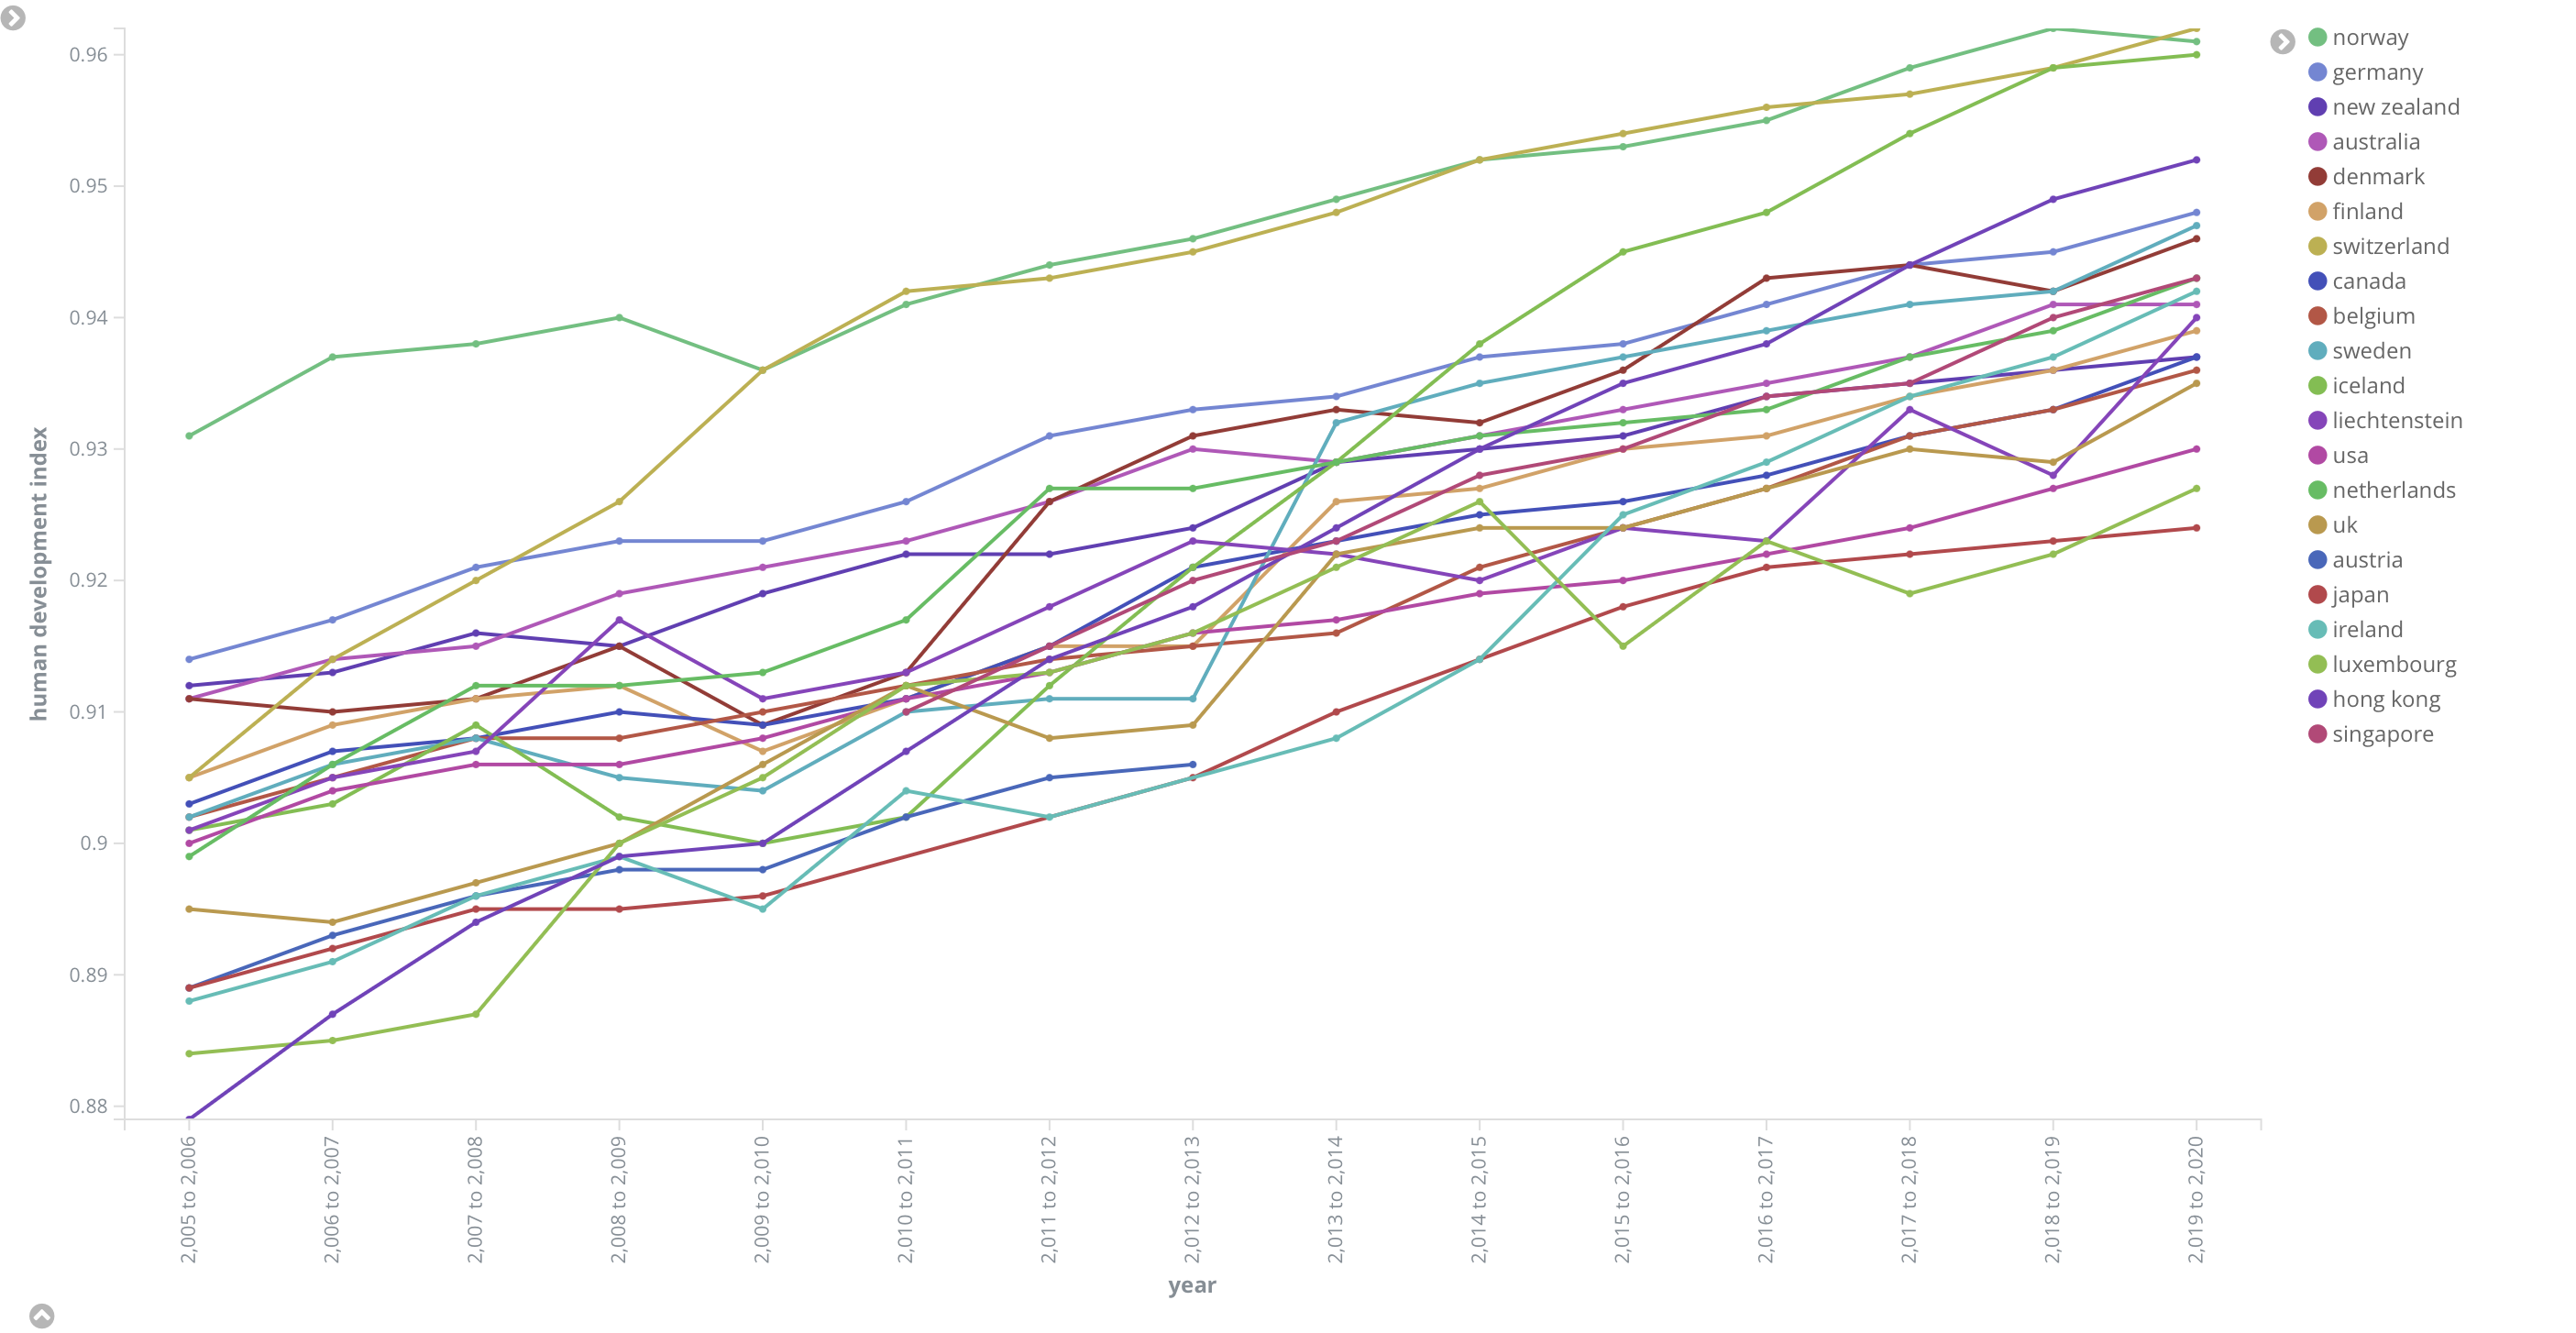 0.96
0.95
0.94
0.93
0.92
0.91
0.9
0.89
0.88
human development index
2,005 to 2,006
2,006 to 2,007
2,007 to 2,008
2,008 to 2,009
2,009 to 2,010
2,010 to 2,011
2,011 to 2,012
2,012 to 2,013
2,013 to 2,014
2,014 to 2,015
2,015 to 2,016
2,016 to 2,017
2,017 to 2,018
2,018 to 2,019
2,019 to 2,020
year
norway
germany
new zealand
australia
denmark
finland
switzerland
canada
belgium
sweden
iceland
liechtenstein
usa
netherlands
uk
austria
japan
ireland
luxembourg
hong kong
singapore